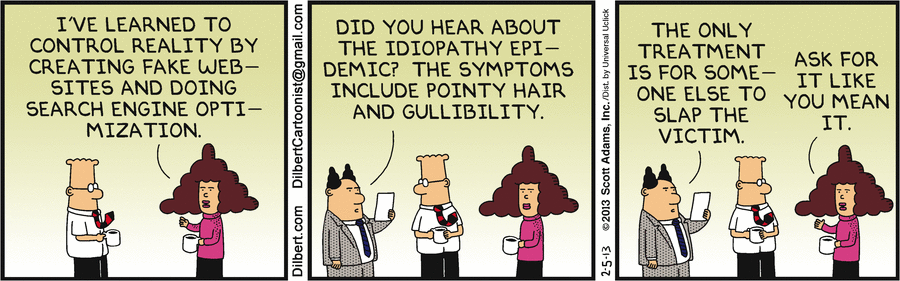 I'VE LEARNED TO
CONTROL REALITY BY
CREATING FAKE WEB-
SITES AND DOING
SEARCH ENGINE OPTI-
MIZATION.
Dilbert.com DilbertCartoonist@gmail.com
DID YOU HEAR ABOUT
THE IDIOPATHY EPI-
DEMIC? THE SYMPTOMS
INCLUDE POINTY HAIR
AND GULLIBILITY.
2-5-13 © 2013 Scott Adams, Inc. /Dist. by Universal Uclick
THE ONLY
TREATMENT
IS FOR SOME-
ONE ELSE TO
SLAP THE
VICTIM.
ASK FOR
IT LIKE
YOU MEAN
IT.